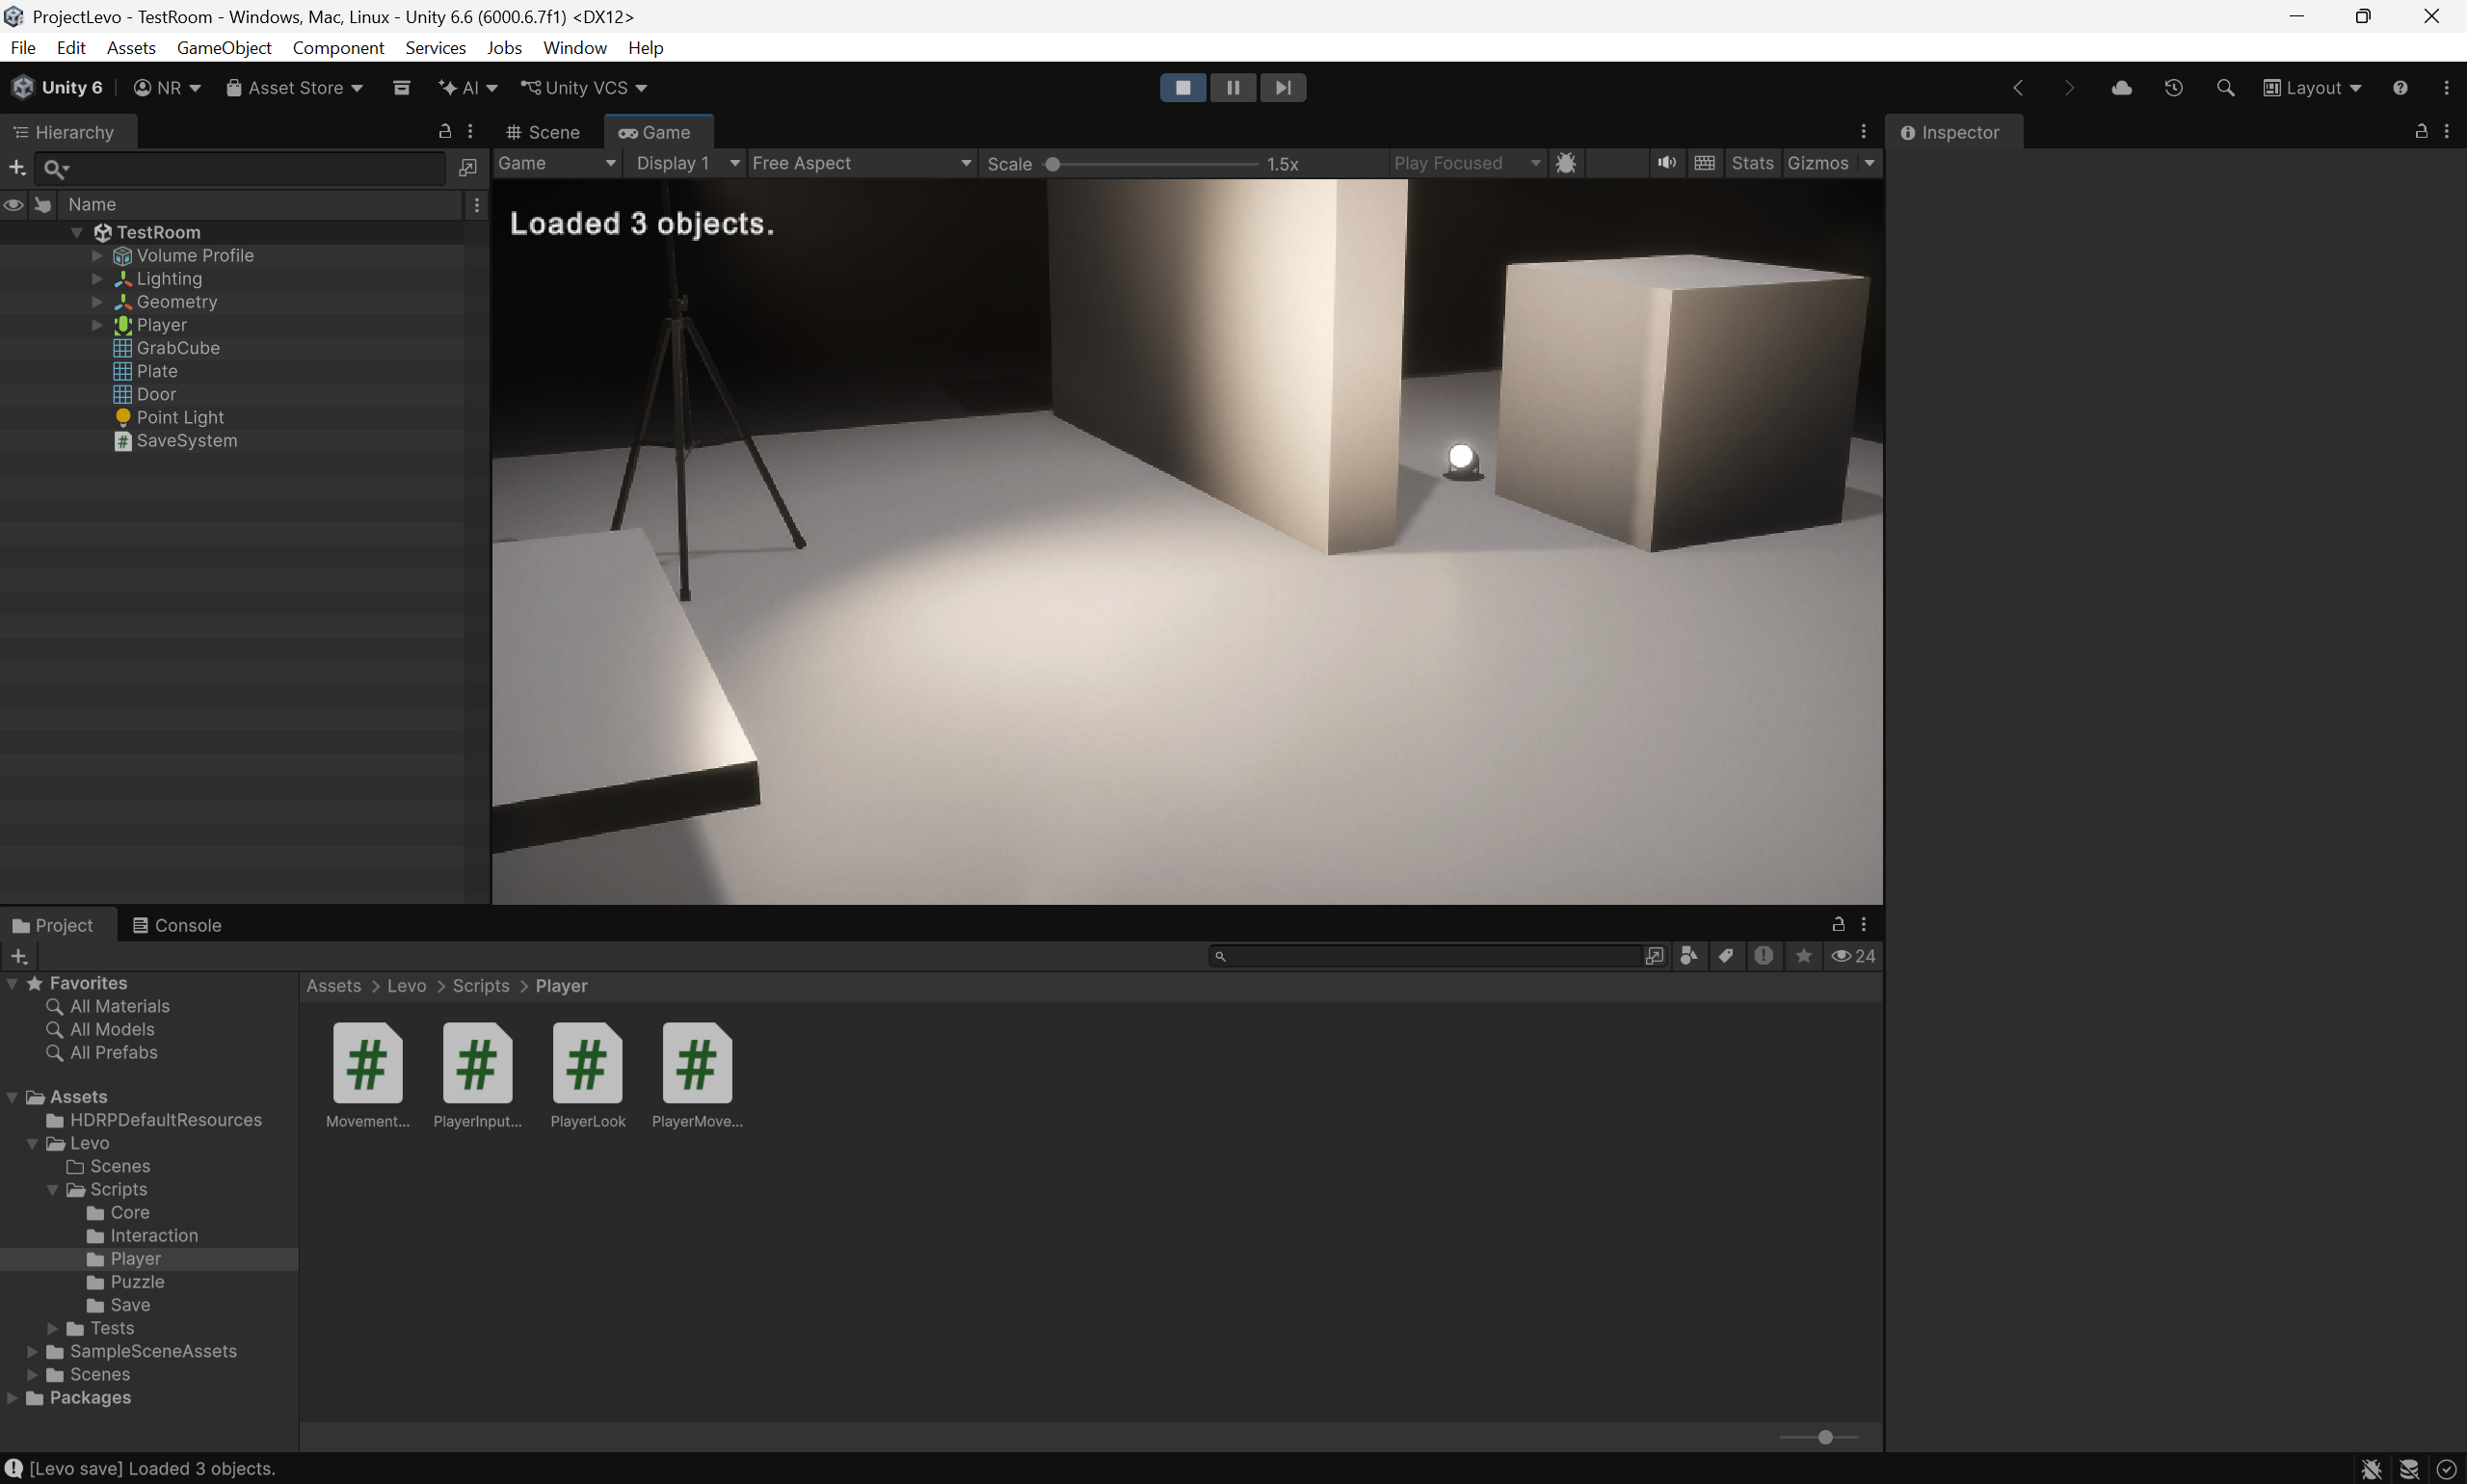 ProjectLevo - TestRoom - Windows, Mac, Linux - Unity 6.6 (6000.6.7f1) <DX12>
File Edit Assets GameObject Component Services Jobs Window Help
Unity 6 NR Asset Store AI Unity VCS Layout
Hierarchy
Scene Game
Inspector
Game Display 1 Free Aspect Scale 1.5x Play Focused Stats Gizmos
Name
TestRoom
Volume Profile
Lighting
Geometry
Player
GrabCube
Plate
Door
Point Light
SaveSystem
Loaded 3 objects.
Project Console
24
Favorites
All Materials
All Models
All Prefabs
Assets
HDRPDefaultResources
Levo
Scenes
Scripts
Core
Interaction
Player
Puzzle
Save
Tests
SampleSceneAssets
Scenes
Packages
Assets > Levo > Scripts > Player
Movement... PlayerInput... PlayerLook PlayerMove...
[Levo save] Loaded 3 objects.